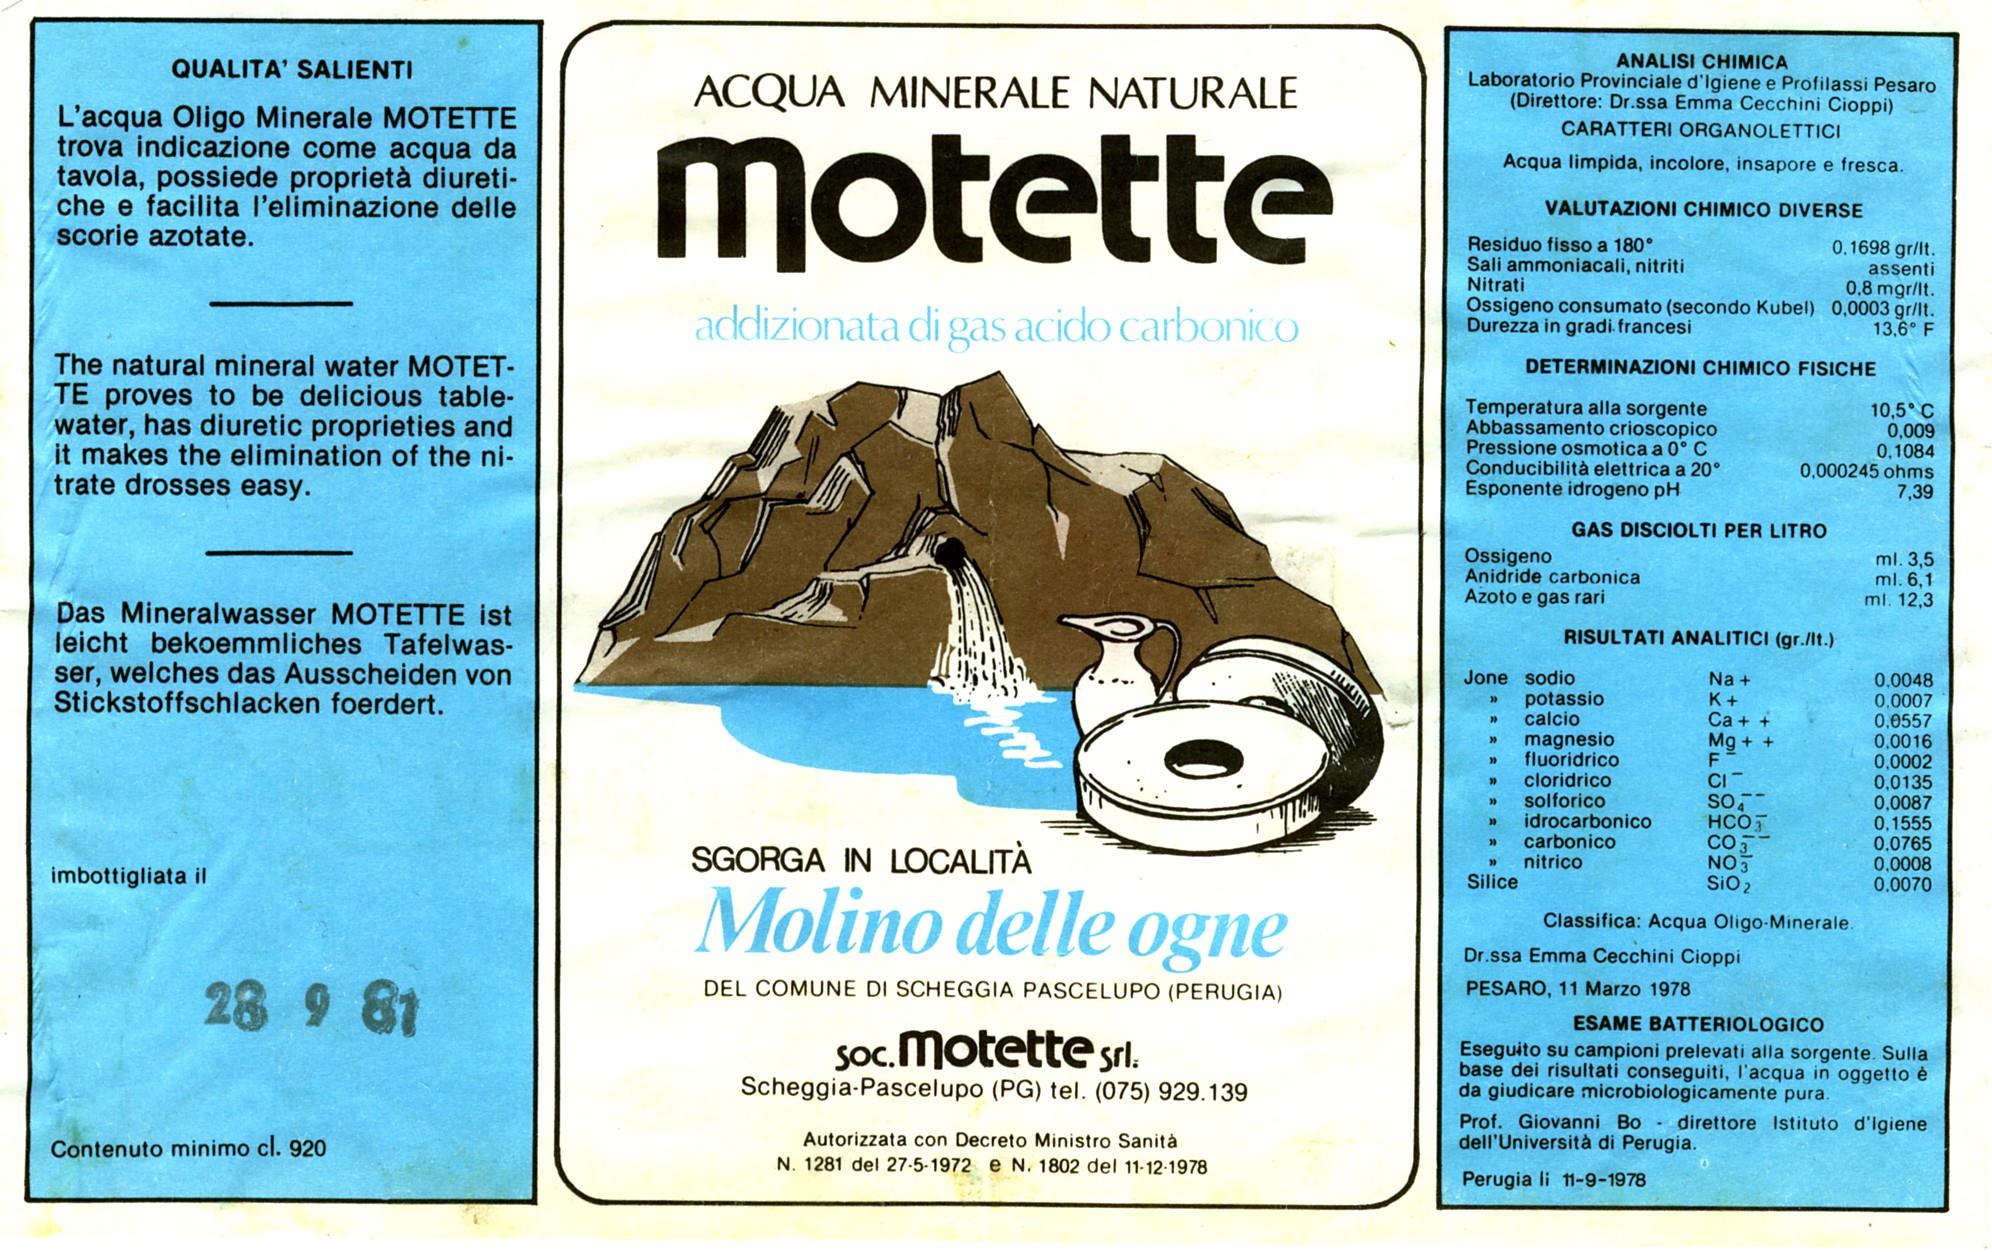 QUALITA' SALIENTI
L'acqua Oligo Minerale MOTETTE
trova indicazione come acqua da
tavola, possiede proprietà diureti-
che e facilita l'eliminazione delle
scorie azotate.
The natural mineral water MOTET-
TE proves to be delicious table-
water, has diuretic proprieties and
it makes the elimination of the ni-
trate drosses easy.
Das Mineralwasser MOTETTE ist
leicht bekoemmliches Tafelwas-
ser, welches das Ausscheiden von
Stickstoffschlacken foerdert.
imbottigliata il
28 9 81
Contenuto minimo cl. 920
ACQUA MINERALE NATURALE
motette
addizionata di gas acido carbonico
SGORGA IN LOCALITÀ
Molino delle ogne
DEL COMUNE DI SCHEGGIA PASCELUPO (PERUGIA)
soc. motette srl.
Scheggia-Pascelupo (PG) tel. (075) 929.139
Autorizzata con Decreto Ministro Sanità
N. 1281 del 27-5-1972 e N. 1802 del 11-12-1978
ANALISI CHIMICA
Laboratorio Provinciale d'Igiene e Profilassi Pesaro
(Direttore: Dr.ssa Emma Cecchini Cioppi)
CARATTERI ORGANOLETTICI
Acqua limpida, incolore, insapore e fresca.
VALUTAZIONI CHIMICO DIVERSE
Residuo fisso a 180° 0,1698 gr/lt.
Sali ammoniacali, nitriti assenti
Nitrati 0,8 mgr/lt.
Ossigeno consumato (secondo Kubel) 0,0003 gr/lt.
Durezza in gradi francesi 13,6° F
DETERMINAZIONI CHIMICO FISICHE
Temperatura alla sorgente 10,5° C
Abbassamento crioscopico 0,009
Pressione osmotica a 0° C 0,1084
Conducibilità elettrica a 20° 0,000245 ohms
Esponente idrogeno pH 7,39
GAS DISCIOLTI PER LITRO
Ossigeno ml. 3,5
Anidride carbonica ml. 6,1
Azoto e gas rari ml. 12,3
RISULTATI ANALITICI (gr./lt.)
Jone sodio Na + 0,0048
» potassio K + 0,0007
» calcio Ca + + 0,0557
» magnesio Mg + + 0,0016
» fluoridrico F⁻ 0,0002
» cloridrico Cl⁻ 0,0135
» solforico SO₄⁻⁻ 0,0087
» idrocarbonico HCO₃⁻ 0,1555
» carbonico CO₃⁻⁻ 0,0765
» nitrico NO₃⁻ 0,0008
Silice SiO₂ 0,0070
Classifica: Acqua Oligo-Minerale.
Dr.ssa Emma Cecchini Cioppi
PESARO, 11 Marzo 1978
ESAME BATTERIOLOGICO
Eseguito su campioni prelevati alla sorgente. Sulla
base dei risultati conseguiti, l'acqua in oggetto è
da giudicare microbiologicamente pura.
Prof. Giovanni Bo - direttore Istituto d'Igiene
dell'Università di Perugia.
Perugia li 11-9-1978